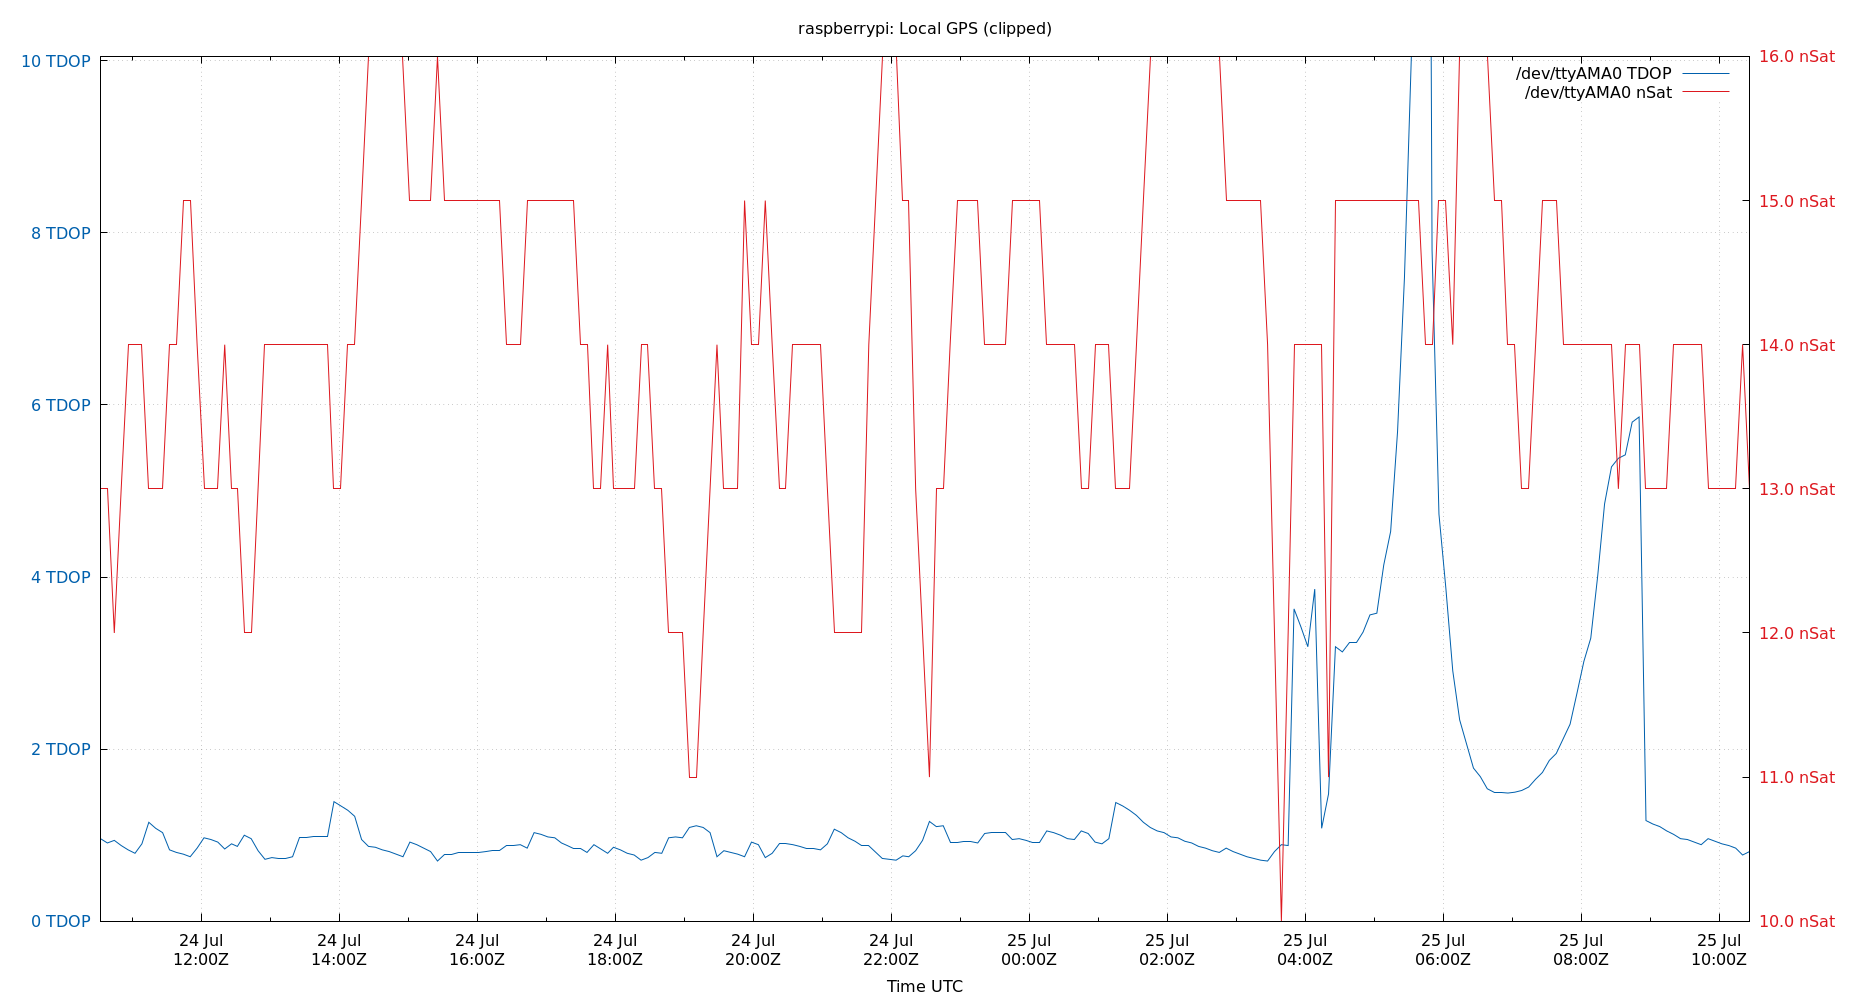 raspberrypi: Local GPS (clipped)
10 TDOP
8 TDOP
6 TDOP
4 TDOP
2 TDOP
0 TDOP
16.0 nSat
15.0 nSat
14.0 nSat
13.0 nSat
12.0 nSat
11.0 nSat
10.0 nSat
/dev/ttyAMA0 TDOP
/dev/ttyAMA0 nSat
24 Jul 24 Jul 24 Jul 24 Jul 24 Jul 24 Jul 25 Jul 25 Jul 25 Jul 25 Jul 25 Jul 25 Jul
12:00Z 14:00Z 16:00Z 18:00Z 20:00Z 22:00Z 00:00Z 02:00Z 04:00Z 06:00Z 08:00Z 10:00Z
Time UTC